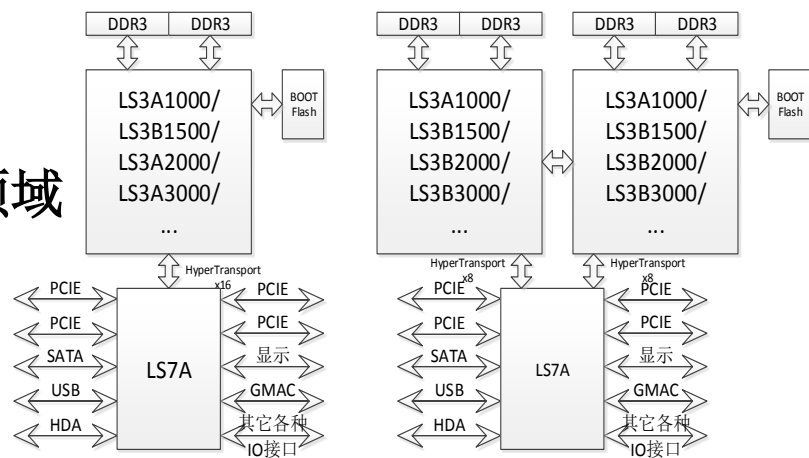 DDR3 DDR3
LS3A1000/
LS3B1500/
LS3A2000/
LS3A3000/
...
BOOT
Flash
HyperTransport
x16
PCIE
PCIE
SATA
USB
HDA
LS7A
PCIE
PCIE
显示
GMAC
其它各种
IO接口
域
DDR3 DDR3
DDR3 DDR3
LS3A1000/
LS3B1500/
LS3B2000/
LS3B3000/
...
LS3A1000/
LS3B1500/
LS3B2000/
LS3B3000/
...
BOOT
Flash
HyperTransport
x8
HyperTransport
x8
PCIE
PCIE
SATA
USB
HDA
LS7A
PCIE
PCIE
显示
GMAC
其它各种
IO接口